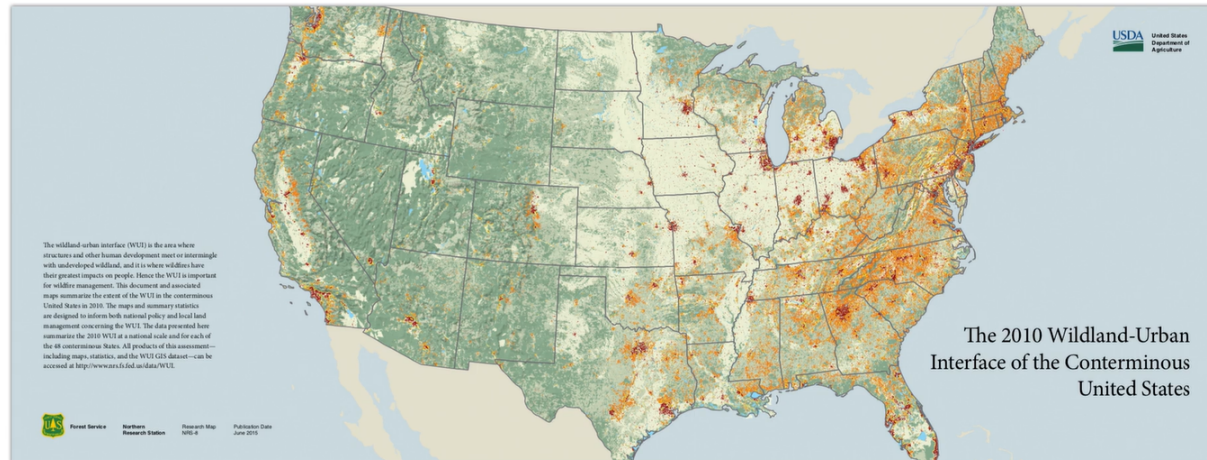 USDA
United States
Department of
Agriculture
The wildland-urban interface (WUI) is the area where
structures and other human development meet or intermingle
with undeveloped wildland, and it is where wildfires have
their greatest impacts on people. Hence the WUI is important
for wildfire management. This document and associated
maps summarize the extent of the WUI in the conterminous
United States in 2010. The maps and summary statistics
are designed to inform both national policy and local land
management concerning the WUI. The data presented here
summarize the 2010 WUI at a national scale and for each of
the 48 conterminous States. All products of this assessment—
including maps, statistics, and the WUI GIS dataset—can be
accessed at http://www.nrs.fs.fed.us/data/WUI.
The 2010 Wildland-Urban
Interface of the Conterminous
United States
UAS
Forest Service
Northern
Research Station
Research Map
NRS-8
Publication Date
June 2015